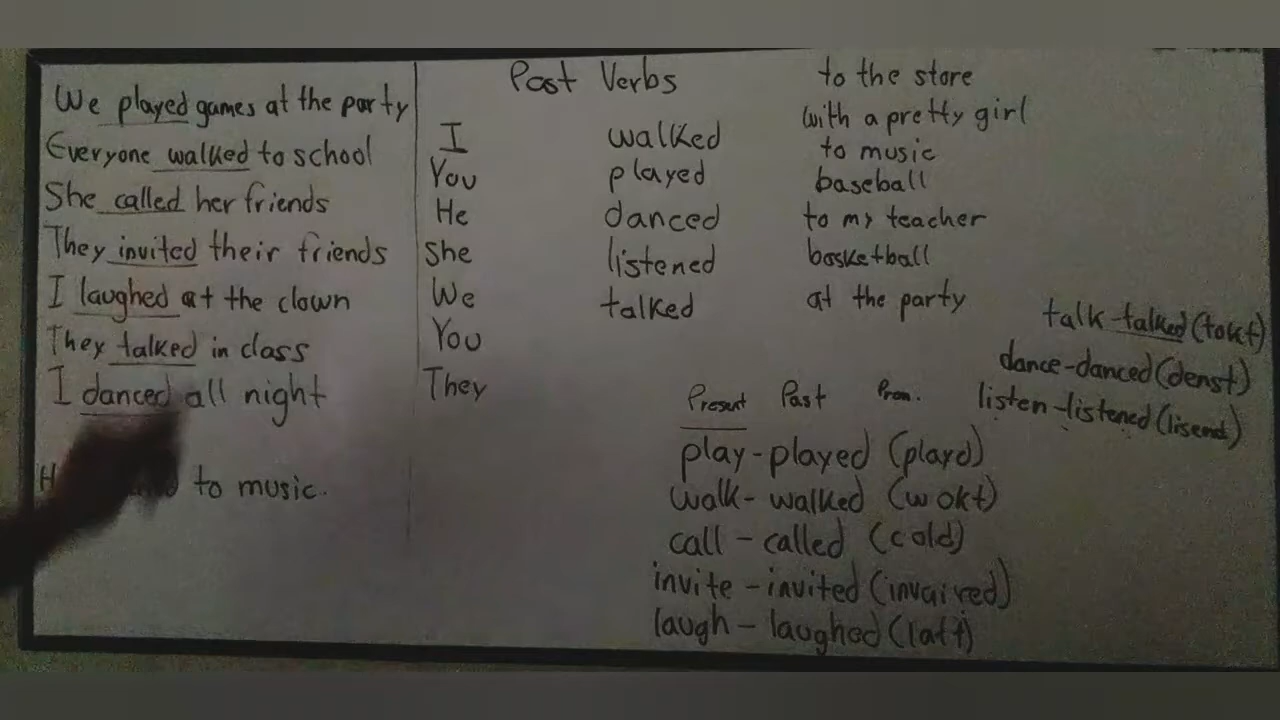 We played games at the party
Everyone walked to school
She called her friends
They invited their friends
I laughed at the clown
They talked in class
I danced all night
to music.
Past Verbs
I
You
He
She
We
You
They
walked
played
danced
listened
talked
to the store
with a pretty girl
to music
baseball
to my teacher
basketball
at the party
talk-talked (tokt)
dance-danced (denst)
listen-listened (lisend)
Present Past Pron.
play-played (playd)
walk-walked (wokt)
call-called (cold)
invite-invited (invaired)
laugh-laughed (laft)